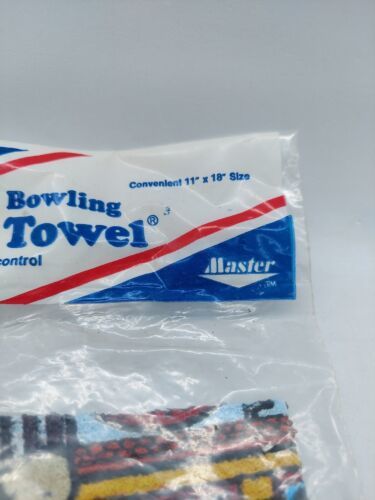 Convenient 11" x 18" Size
Bowling
Towel®
control
Master